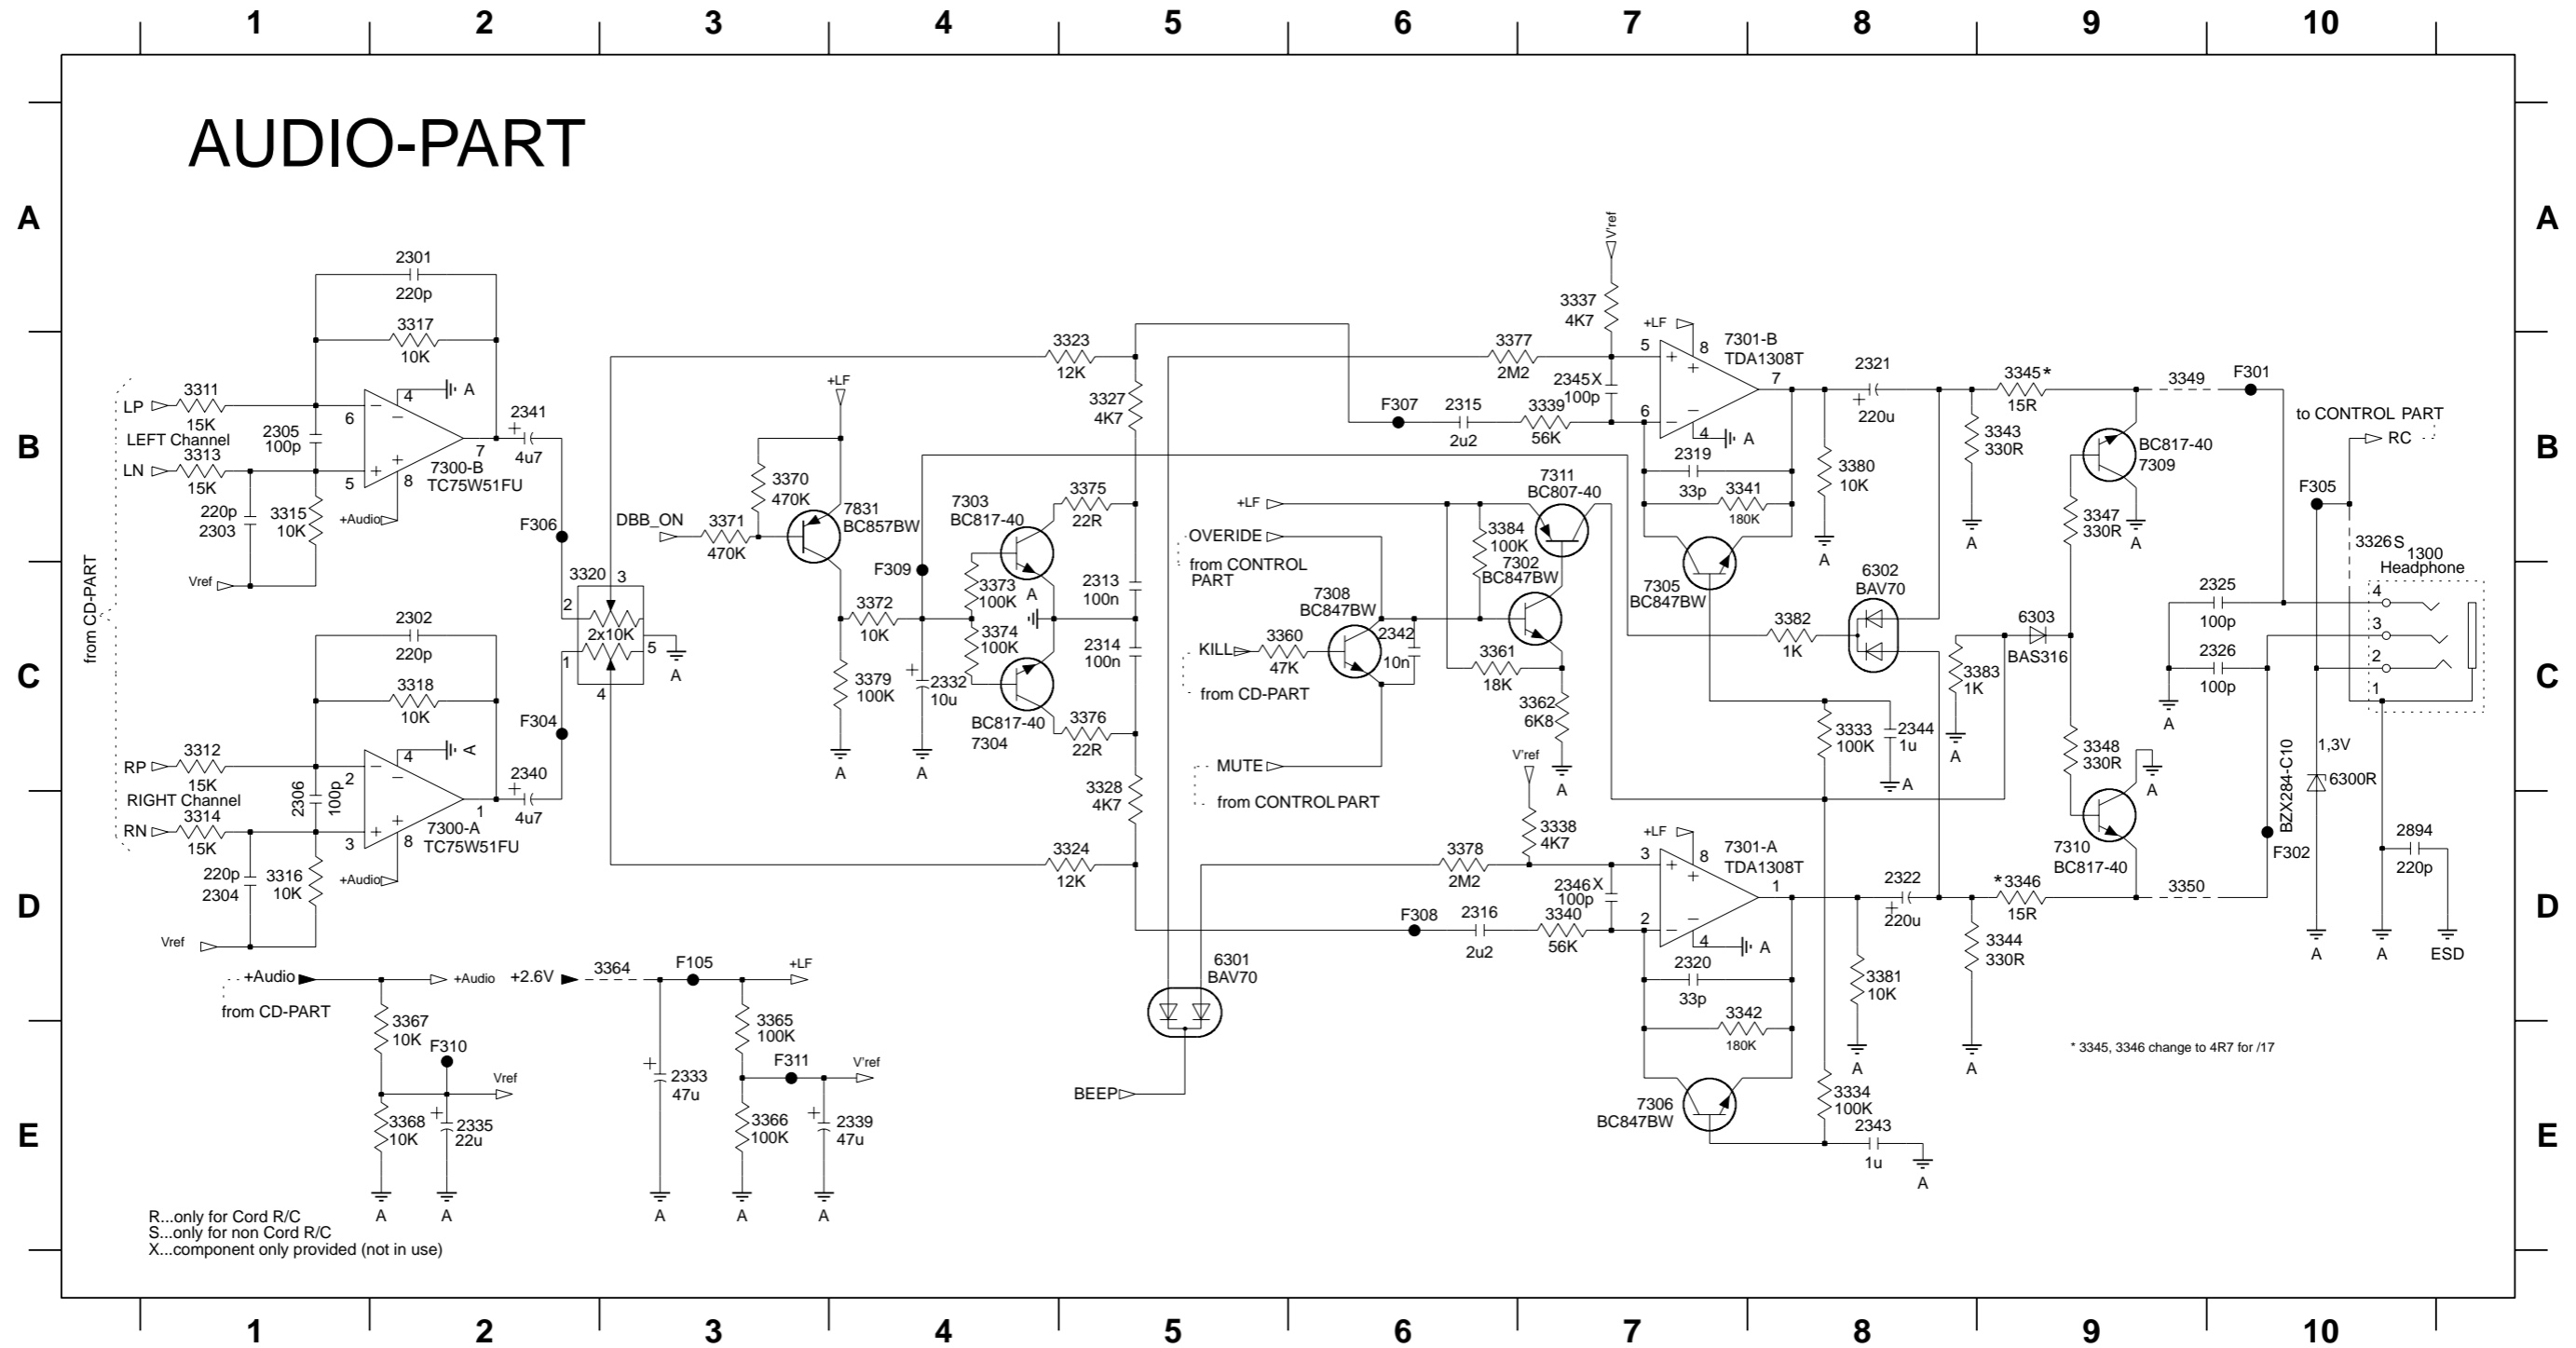 1 2 3 4 5 6 7 8 9 10
AUDIO-PART
A A
B B
C C
D D
E E
from CD-PART
2301
220p
3317
10K
3311
LP
15K
LEFT Channel
3313
LN
15K
2305
100p
6
5
4
A
8
7
7300-B
TC75W51FU
+Audio
2341
+
4u7
220p
2303
3315
10K
Vref
F306
2302
220p
3318
10K
3312
RP
15K
RIGHT Channel
3314
RN
15K
2306
100p
2
3
4
A
8
1
7300-A
TC75W51FU
+Audio
2340
+
4u7
220p
2304
3316
10K
Vref
F304
3320
3
2
2x10K
1
5
4
A
DBB_ON
3371
470K
3370
470K
+LF
7831
BC857BW
3372
10K
3379
100K
A
F309
+
2332
10u
A
7303
BC817-40
3373
100K
3374
100K
A
BC817-40
7304
3323
12K
3327
4K7
3375
22R
2313
100n
2314
100n
3376
22R
3328
4K7
3324
12K
+LF
OVERRIDE
from CONTROL
PART
7308
BC847BW
KILL
3360
47K
from CD-PART
MUTE
from CONTROL PART
2342
10n
3384
100K
7302
BC847BW
7311
BC807-40
3361
18K
3362
6K8
A
V'ref
3337
4K7
3377
2M2
2345X
100p
F307
2315
2u2
3339
56K
+LF
5
6
8
4
A
7301-B
TDA1308T
7
2319
33p
3341
180K
7305
BC847BW
3380
10K
A
2321
+
220u
6302
BAV70
3382
1K
3333
100K
2344
1u
A
3343
330R
A
3383
1K
A
3345*
15R
6303
BAS316
3347
330R
A
BC817-40
7309
3349
F301
to CONTROL PART
RC
F305
3326S
1300
Headphone
4
3
2
1
2325
100p
2326
100p
A
3348
330R
A
7310
BC817-40
F302
BZX284-C10
1,3V
6300R
A
2894
220p
A
ESD
V'ref
3338
4K7
3378
2M2
2346X
100p
F308
2316
2u2
3340
56K
+LF
3
2
8
4
A
7301-A
TDA1308T
1
2320
33p
3342
180K
7306
BC847BW
2322
+
220u
3381
10K
A
*3346
15R
3350
3344
330R
A
3334
100K
2343
1u
A
* 3345, 3346 change to 4R7 for /17
6301
BAV70
BEEP
+Audio
from CD-PART
+Audio
3367
10K
F310
Vref
3368
10K
+
2335
22u
A
A
+2.6V
3364
F105
+LF
+
2333
47u
A
3365
100K
F311
V'ref
3366
100K
+
2339
47u
A
A
R...only for Cord R/C
S...only for non Cord R/C
X...component only provided (not in use)
1 2 3 4 5 6 7 8 9 10